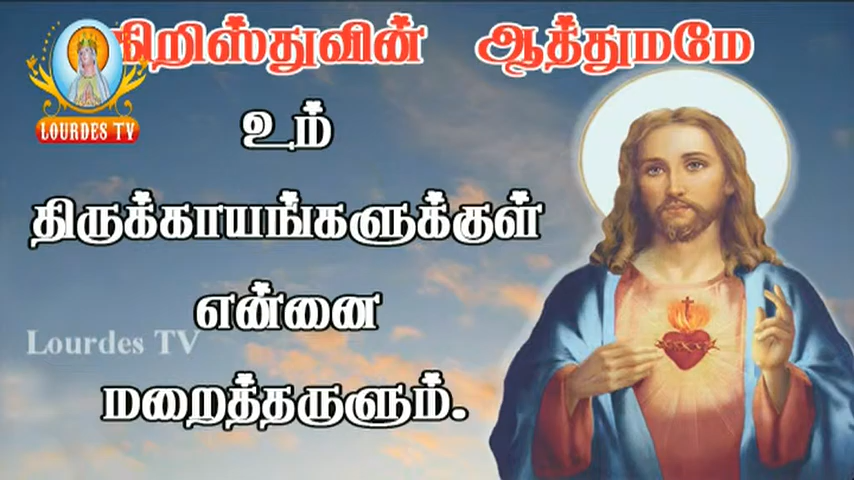 கிறிஸ்துவின் ஆத்துமமே
LOURDES TV
உம்
திருக்காயங்களுக்குள்
என்னை
Lourdes TV
மறைத்தருளும்.